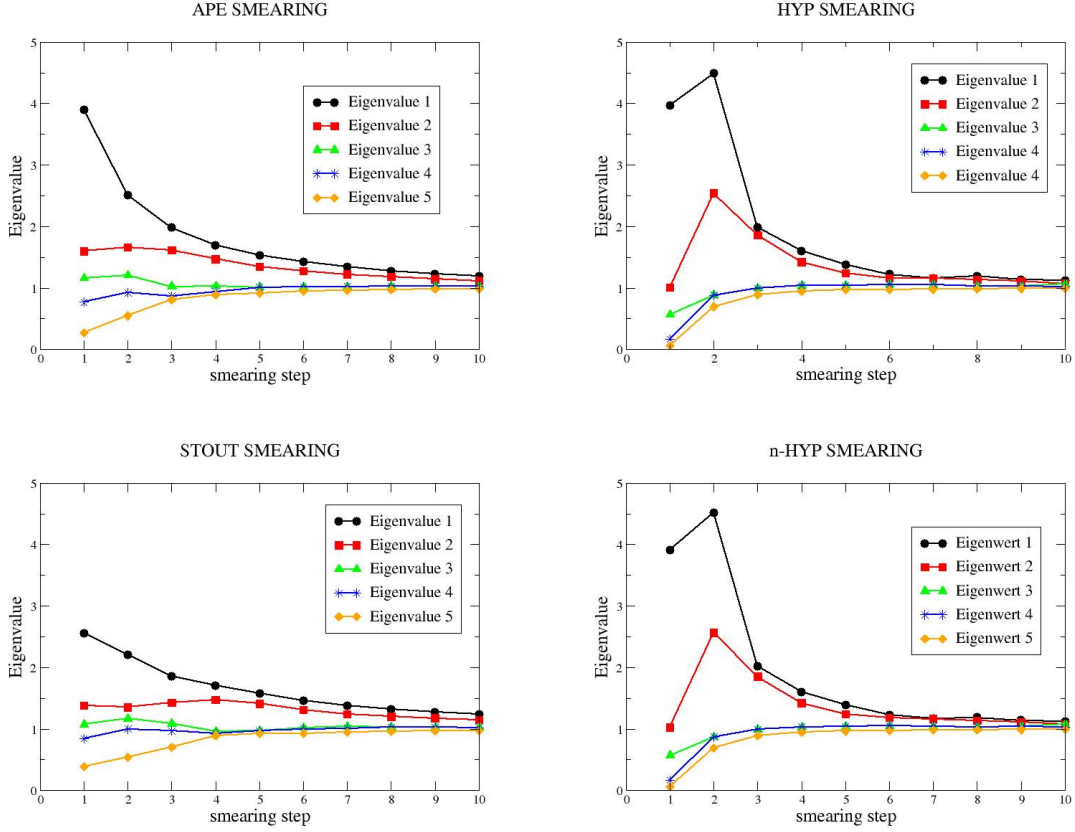 APE SMEARING
5
4
3
2
1
0
Eigenvalue
Eigenvalue 1
Eigenvalue 2
Eigenvalue 3
Eigenvalue 4
Eigenvalue 5
0 1 2 3 4 5 6 7 8 9 10
smearing step
HYP SMEARING
5
4
3
2
1
0
Eigenvalue
Eigenvalue 1
Eigenvalue 2
Eigenvalue 3
Eigenvalue 4
Eigenvalue 4
0 2 4 6 8 10
smearing step
STOUT SMEARING
5
4
3
2
1
0
Eigenvalue
Eigenvalue 1
Eigenvalue 2
Eigenvalue 3
Eigenvalue 4
Eigenvalue 5
0 1 2 3 4 5 6 7 8 9 10
smearing step
n-HYP SMEARING
5
4
3
2
1
0
Eigenvalue
Eigenwert 1
Eigenwert 2
Eigenwert 3
Eigenwert 4
Eigenwert 5
0 1 2 3 4 5 6 7 8 9 10
smearing step